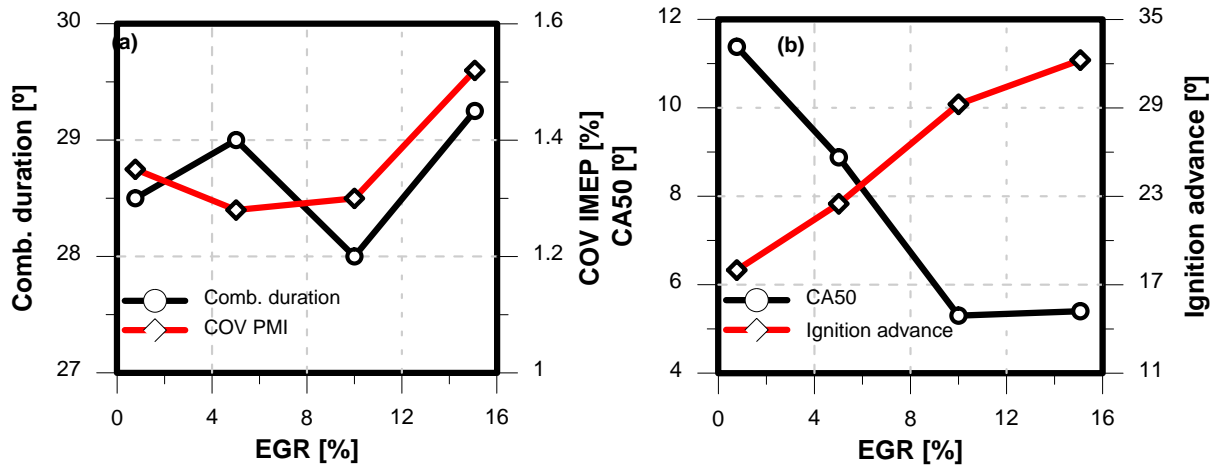 30
29
28
27
Comb. duration [º]
(a)
Comb. duration
COV PMI
0
4
8
12
16
EGR [%]
1.6
1.4
1.2
1
COV IMEP [%]
CA50 [º]
12
10
8
6
4
(b)
CA50
Ignition advance
0
4
8
12
16
EGR [%]
35
29
23
17
11
Ignition advance [º]